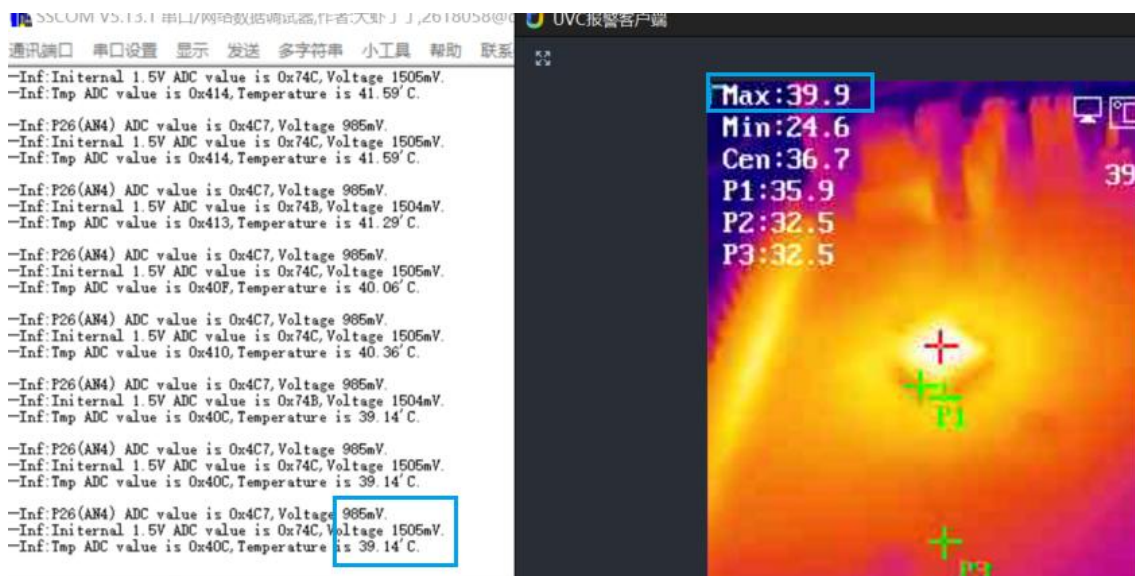 SSCOM V5.13.1 串口/网络数据调试器,作者:大虾丁丁,2618058@
通讯端口 串口设置 显示 发送 多字符串 小工具 帮助 联系
—Inf:Initernal 1.5V ADC value is 0x74C,Voltage 1505mV.
—Inf:Tmp ADC value is 0x414,Temperature is 41.59'C.
—Inf:P26(AN4) ADC value is 0x4C7,Voltage 985mV.
—Inf:Initernal 1.5V ADC value is 0x74C,Voltage 1505mV.
—Inf:Tmp ADC value is 0x414,Temperature is 41.59'C.
—Inf:P26(AN4) ADC value is 0x4C7,Voltage 985mV.
—Inf:Initernal 1.5V ADC value is 0x74B,Voltage 1504mV.
—Inf:Tmp ADC value is 0x413,Temperature is 41.29'C.
—Inf:P26(AN4) ADC value is 0x4C7,Voltage 985mV.
—Inf:Initernal 1.5V ADC value is 0x74C,Voltage 1505mV.
—Inf:Tmp ADC value is 0x40F,Temperature is 40.06'C.
—Inf:P26(AN4) ADC value is 0x4C7,Voltage 985mV.
—Inf:Initernal 1.5V ADC value is 0x74C,Voltage 1505mV.
—Inf:Tmp ADC value is 0x410,Temperature is 40.36'C.
—Inf:P26(AN4) ADC value is 0x4C7,Voltage 985mV.
—Inf:Initernal 1.5V ADC value is 0x74B,Voltage 1504mV.
—Inf:Tmp ADC value is 0x40C,Temperature is 39.14'C.
—Inf:P26(AN4) ADC value is 0x4C7,Voltage 985mV.
—Inf:Initernal 1.5V ADC value is 0x74C,Voltage 1505mV.
—Inf:Tmp ADC value is 0x40C,Temperature is 39.14'C.
—Inf:P26(AN4) ADC value is 0x4C7,Voltage 985mV.
—Inf:Initernal 1.5V ADC value is 0x74C,Voltage 1505mV.
—Inf:Tmp ADC value is 0x40C,Temperature is 39.14'C.
UVC报警客户端
Max:39.9
Min:24.6
Cen:36.7
P1:35.9
P2:32.5
P3:32.5
39
P1
P3